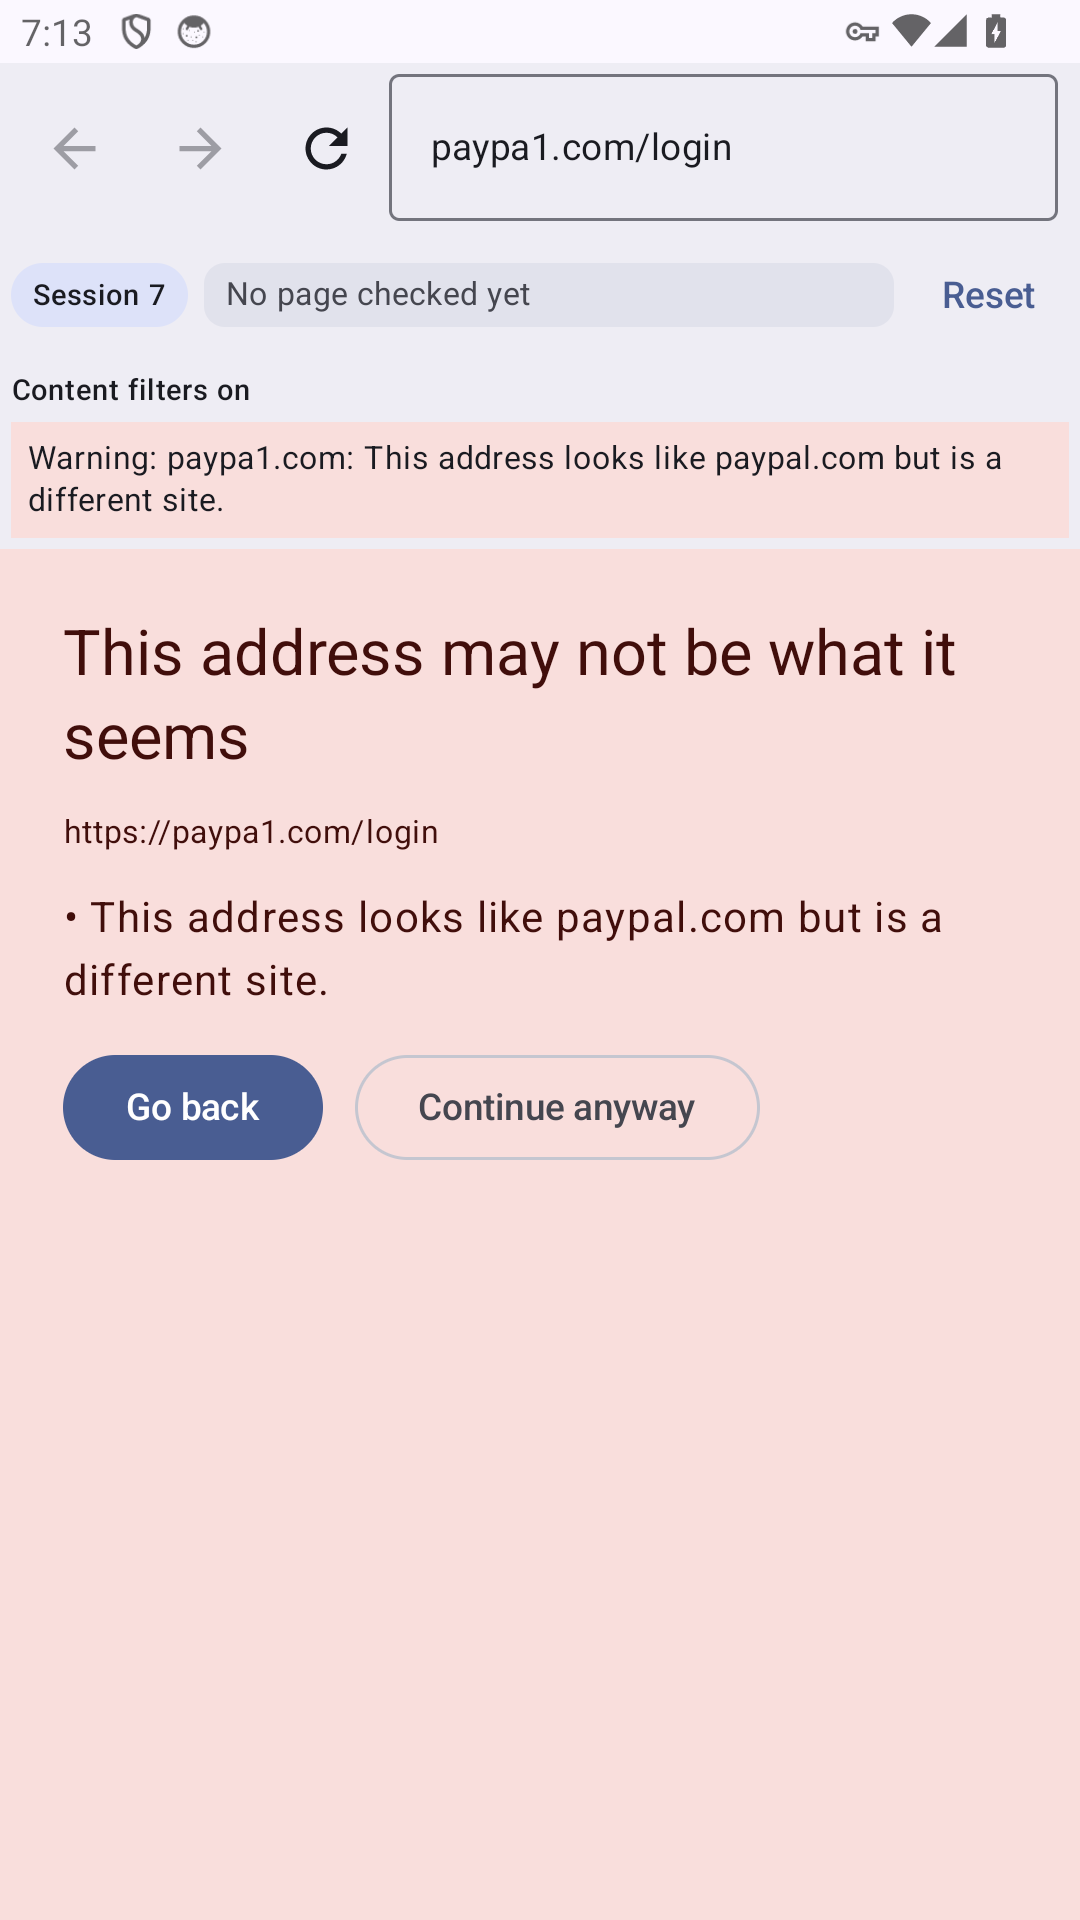 7:13
paypa1.com/login
Session 7
No page checked yet
Reset
Content filters on
Warning: paypa1.com: This address looks like paypal.com but is a
different site.
This address may not be what it
seems
https://paypa1.com/login
• This address looks like paypal.com but is a
different site.
Go back
Continue anyway